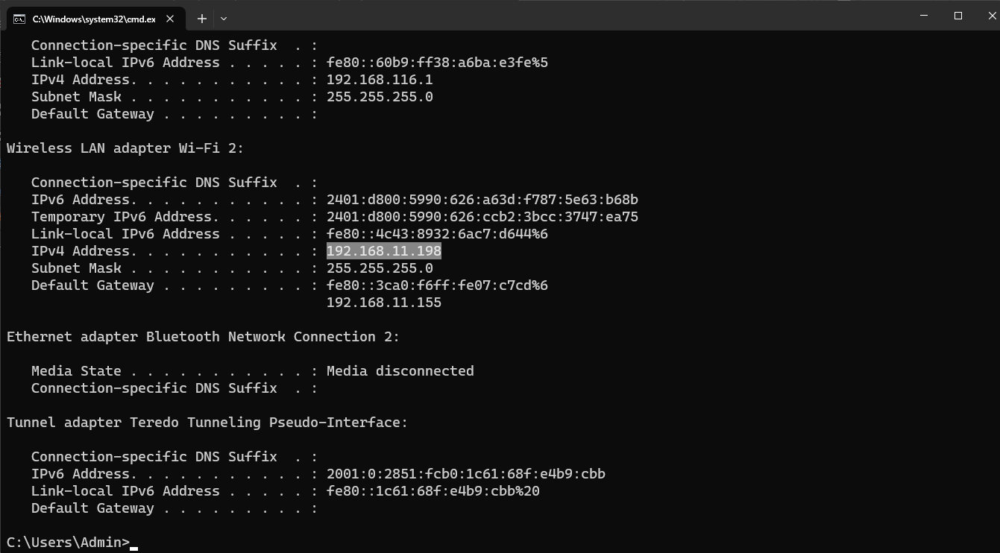 C:\Windows\system32\cmd.ex
Connection-specific DNS Suffix  . :
Link-local IPv6 Address . . . . . : fe80::60b9:ff38:a6ba:e3fe%5
IPv4 Address. . . . . . . . . . . : 192.168.116.1
Subnet Mask . . . . . . . . . . . : 255.255.255.0
Default Gateway . . . . . . . . . :
Wireless LAN adapter Wi-Fi 2:
Connection-specific DNS Suffix  . :
IPv6 Address. . . . . . . . . . . : 2401:d800:5990:626:a63d:f787:5e63:b68b
Temporary IPv6 Address. . . . . . : 2401:d800:5990:626:ccb2:3bcc:3747:ea75
Link-local IPv6 Address . . . . . : fe80::4c43:8932:6ac7:d644%6
IPv4 Address. . . . . . . . . . . : 192.168.11.198
Subnet Mask . . . . . . . . . . . : 255.255.255.0
Default Gateway . . . . . . . . . : fe80::3ca0:f6ff:fe07:c7cd%6
192.168.11.155
Ethernet adapter Bluetooth Network Connection 2:
Media State . . . . . . . . . . . : Media disconnected
Connection-specific DNS Suffix  . :
Tunnel adapter Teredo Tunneling Pseudo-Interface:
Connection-specific DNS Suffix  . :
IPv6 Address. . . . . . . . . . . : 2001:0:2851:fcb0:1c61:68f:e4b9:cbb
Link-local IPv6 Address . . . . . : fe80::1c61:68f:e4b9:cbb%20
Default Gateway . . . . . . . . . :
C:\Users\Admin>